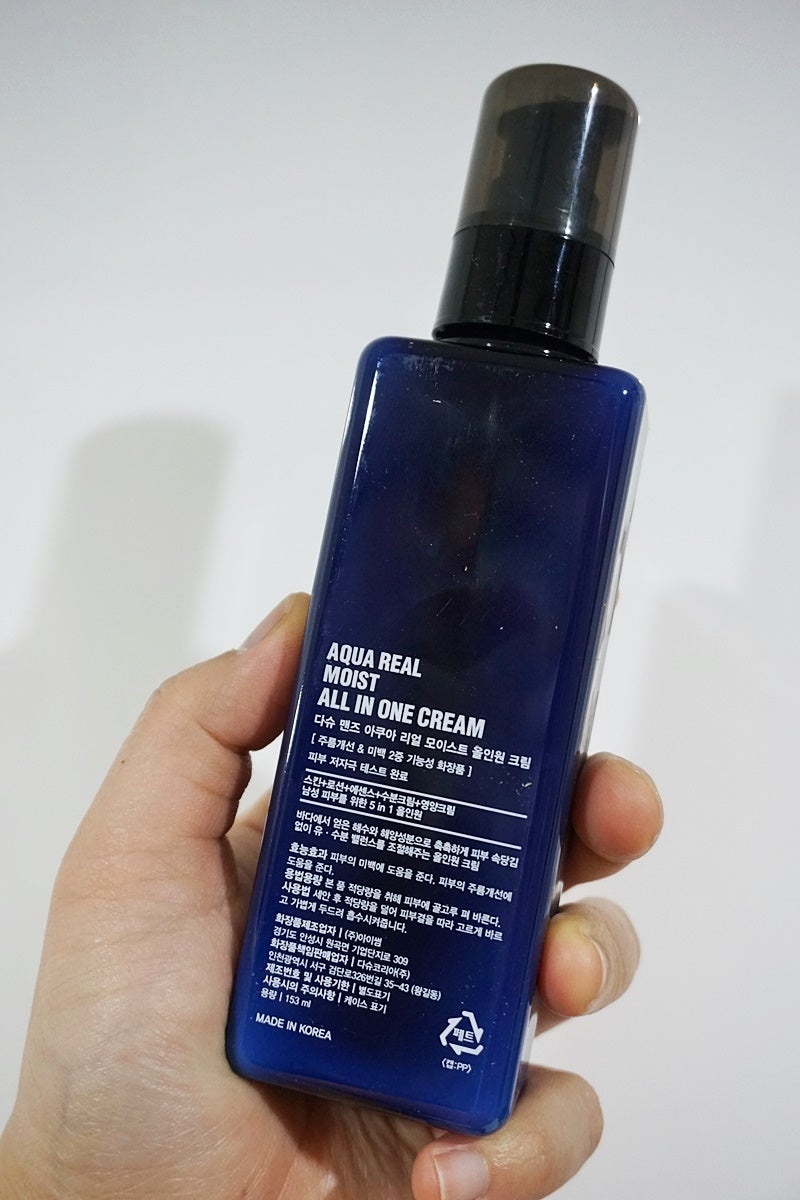 AQUA REAL
MOIST
ALL IN ONE CREAM
다슈 맨즈 아쿠아 리얼 모이스트 올인원 크림
[ 주름개선 & 미백 2중 기능성 화장품 ]
피부 저자극 테스트 완료
스킨+로션+에센스+수분크림+영양크림
남성 피부를 위한 5 in 1 올인원
바다에서 얻은 해수와 해양성분으로 촉촉하게 피부 속당김
없이 유·수분 밸런스를 조절해주는 올인원 크림
효능효과 피부의 미백에 도움을 준다. 피부의 주름개선에
도움을 준다.
용법용량 본 품 적당량을 취해 피부에 골고루 펴 바른다.
사용법 세안 후 적당량을 덜어 피부결을 따라 고르게 바르
고 가볍게 두드려 흡수시켜줍니다.
화장품제조업자 | (주)아이썸
경기도 안성시 원곡면 기업단지로 309
화장품책임판매업자 | 다슈코리아(주)
인천광역시 서구 검단로326번길 35-43 (왕길동)
제조번호 및 사용기한 | 별도표기
사용시의 주의사항 | 케이스 표기
용량 | 153 ml
MADE IN KOREA
페트
(캡:PP)